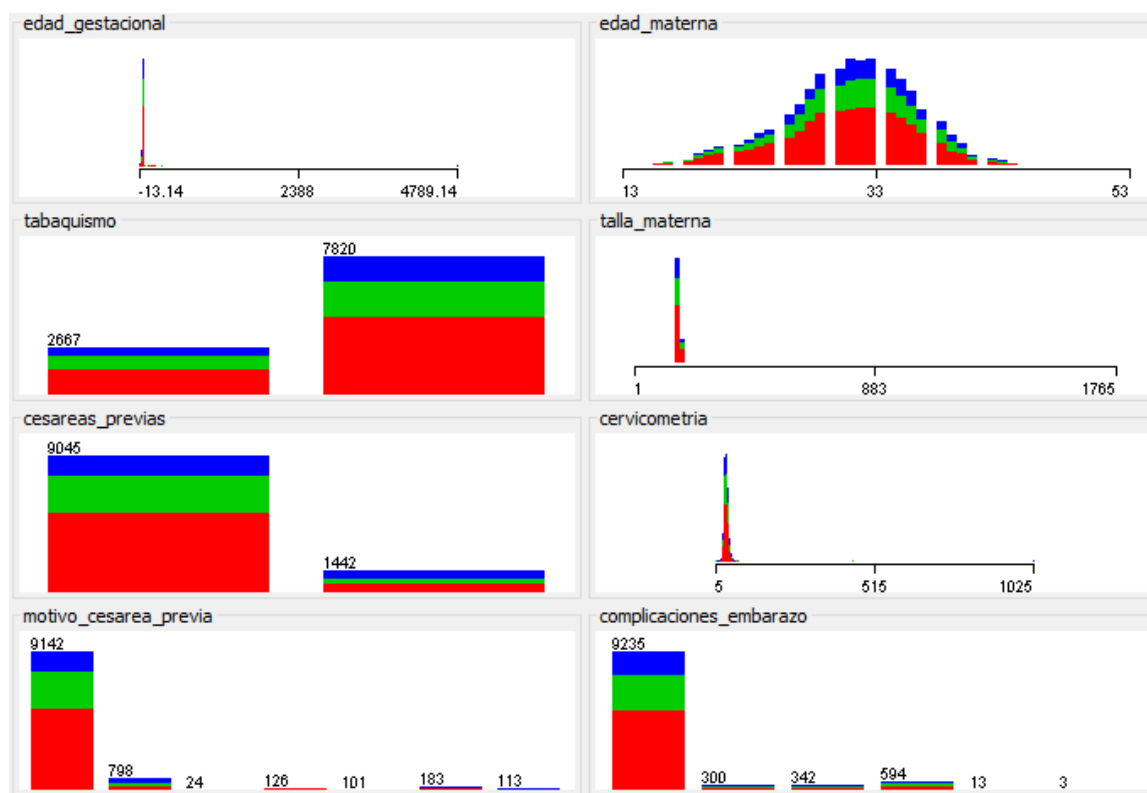 edad_gestacional
-13.14 2388 4789.14
edad_materna
13 33 53
tabaquismo
2667 7820
talla_materna
1 883 1765
cesareas_previas
9045 1442
cervicometria
5 515 1025
motivo_cesarea_previa
9142 798 24 126 101 183 113
complicaciones_embarazo
9235 300 342 594 13 3